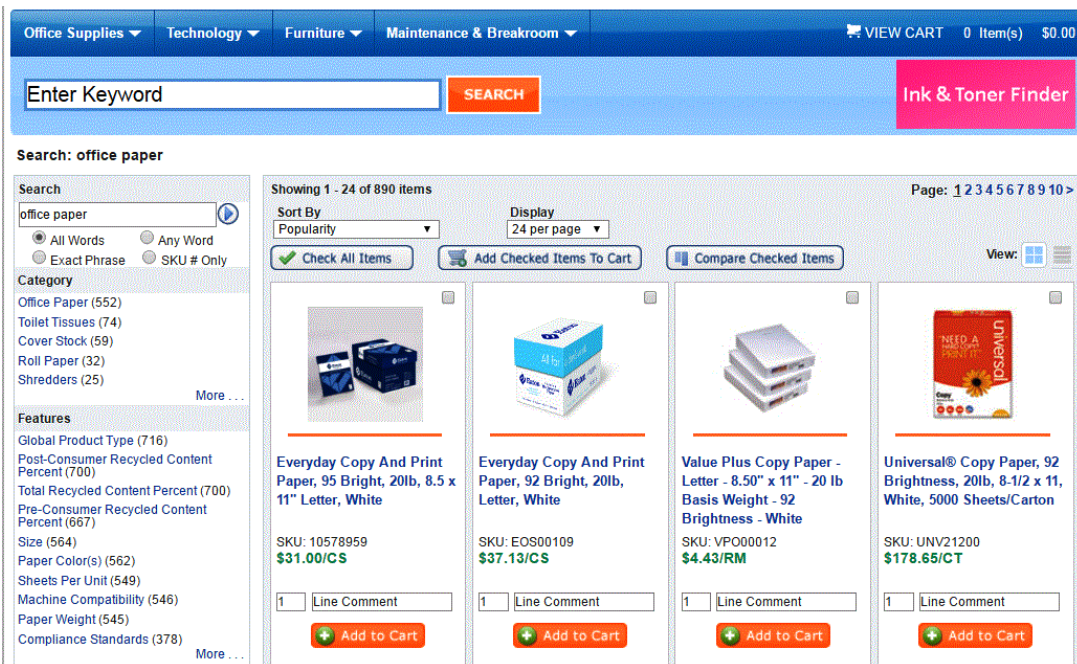 Office Supplies Technology Furniture Maintenance & Breakroom VIEW CART 0 Item(s) $0.00
Enter Keyword SEARCH Ink & Toner Finder
Search: office paper
Search
office paper
All Words Any Word
Exact Phrase SKU # Only
Category
Office Paper (552)
Toilet Tissues (74)
Cover Stock (59)
Roll Paper (32)
Shredders (25)
More . . .
Features
Global Product Type (716)
Post-Consumer Recycled Content
Percent (700)
Total Recycled Content Percent (700)
Pre-Consumer Recycled Content
Percent (667)
Size (564)
Paper Color(s) (562)
Sheets Per Unit (549)
Machine Compatibility (546)
Paper Weight (545)
Compliance Standards (378)
More . . .
Showing 1 - 24 of 890 items Page: 1 2 3 4 5 6 7 8 9 10 >
Sort By Display
Popularity 24 per page
Check All Items Add Checked Items To Cart Compare Checked Items View:
Everyday Copy And Print
Paper, 95 Bright, 20lb, 8.5 x
11" Letter, White
SKU: 10578959
$31.00/CS
1 Line Comment
Add to Cart
Everyday Copy And Print
Paper, 92 Bright, 20lb,
Letter, White
SKU: EOS00109
$37.13/CS
1 Line Comment
Add to Cart
Value Plus Copy Paper -
Letter - 8.50" x 11" - 20 lb
Basis Weight - 92
Brightness - White
SKU: VPO00012
$4.43/RM
1 Line Comment
Add to Cart
universal
"NEED A
HARD COPY?
PRINT IT."
Copy
Universal® Copy Paper, 92
Brightness, 20lb, 8-1/2 x 11,
White, 5000 Sheets/Carton
SKU: UNV21200
$178.65/CT
1 Line Comment
Add to Cart